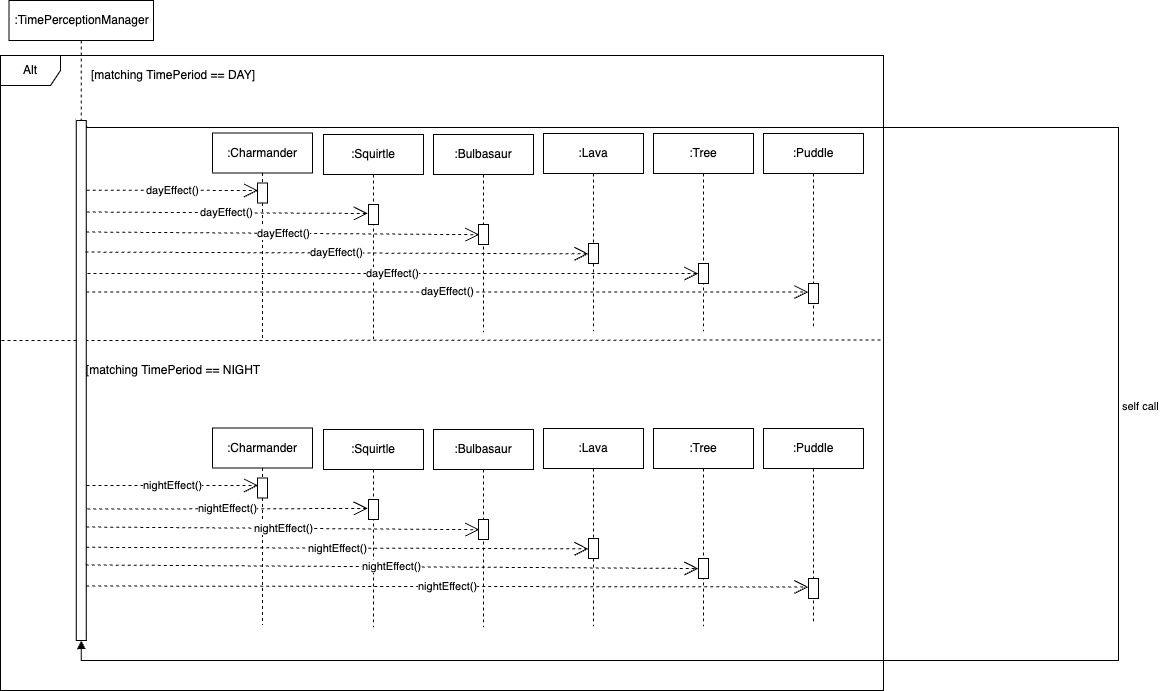 :TimePerceptionManager
Alt
[matching TimePeriod == DAY]
:Charmander :Squirtle :Bulbasaur :Lava :Tree :Puddle
dayEffect()
dayEffect()
dayEffect()
dayEffect()
dayEffect()
dayEffect()
[matching TimePeriod == NIGHT
self call
:Charmander :Squirtle :Bulbasaur :Lava :Tree :Puddle
nightEffect()
nightEffect()
nightEffect()
nightEffect()
nightEffect()
nightEffect()